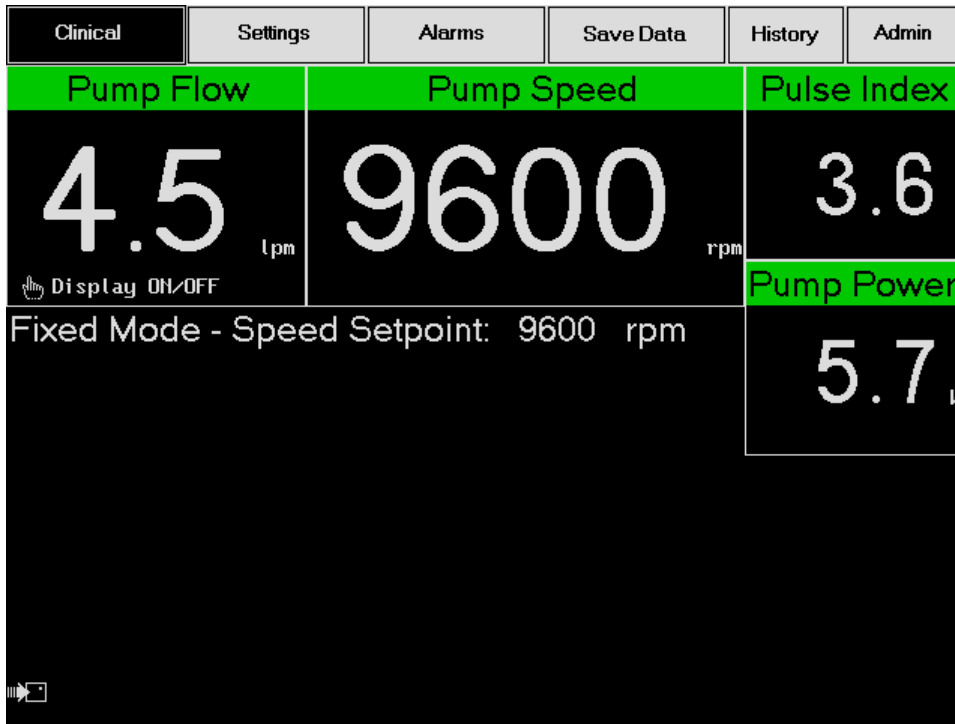 Clinical Settings Alarms Save Data History Admin
Pump Flow Pump Speed Pulse Index
4.5 lpm 9600 rpm 3.6
Display ON/OFF
Pump Power
5.7
Fixed Mode - Speed Setpoint: 9600 rpm